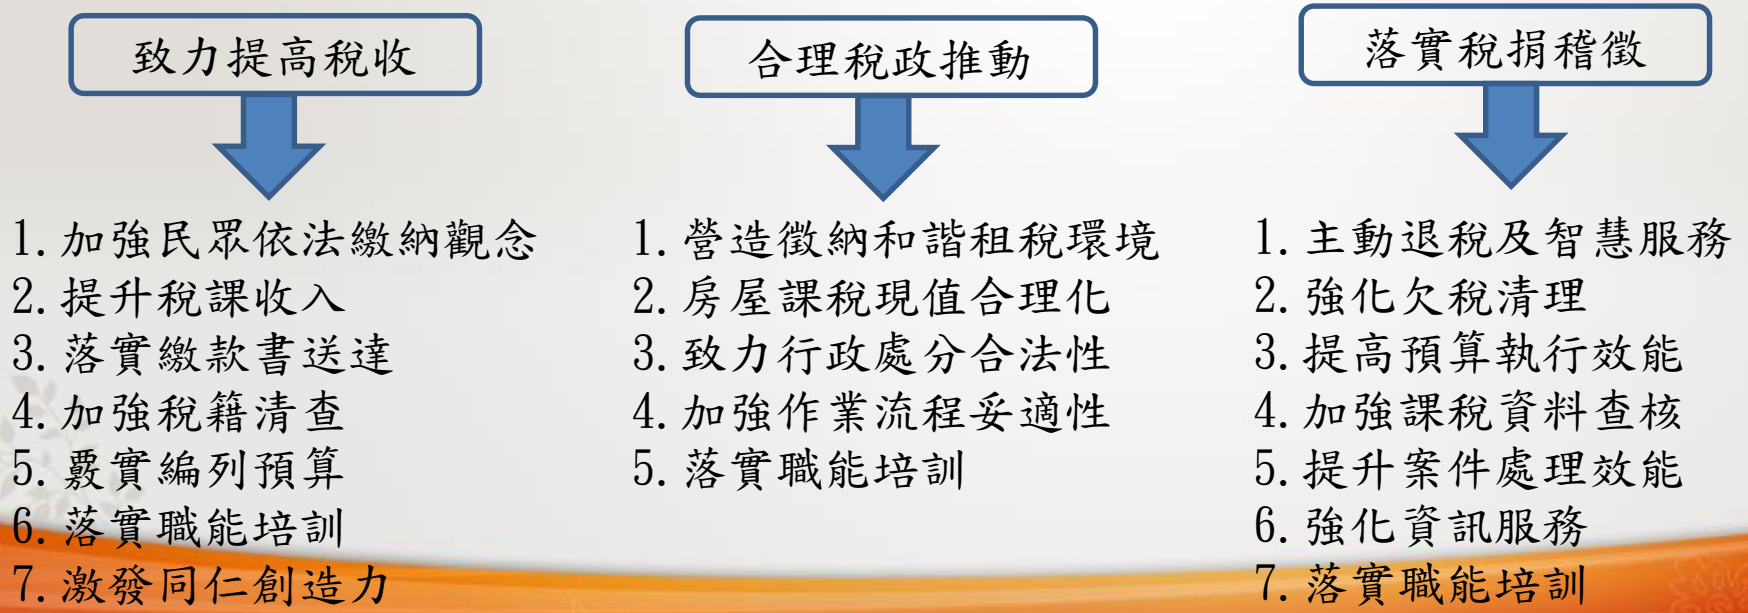 致力提高稅收
1.加強民眾依法繳納觀念
2.提升稅課收入
3.落實繳款書送達
4.加強稅籍清查
5.覈實編列預算
6.落實職能培訓
7.激發同仁創造力
合理稅政推動
1.營造徵納和諧租稅環境
2.房屋課稅現值合理化
3.致力行政處分合法性
4.加強作業流程妥適性
5.落實職能培訓
落實稅捐稽徵
1.主動退稅及智慧服務
2.強化欠稅清理
3.提高預算執行效能
4.加強課稅資料查核
5.提升案件處理效能
6.強化資訊服務
7.落實職能培訓